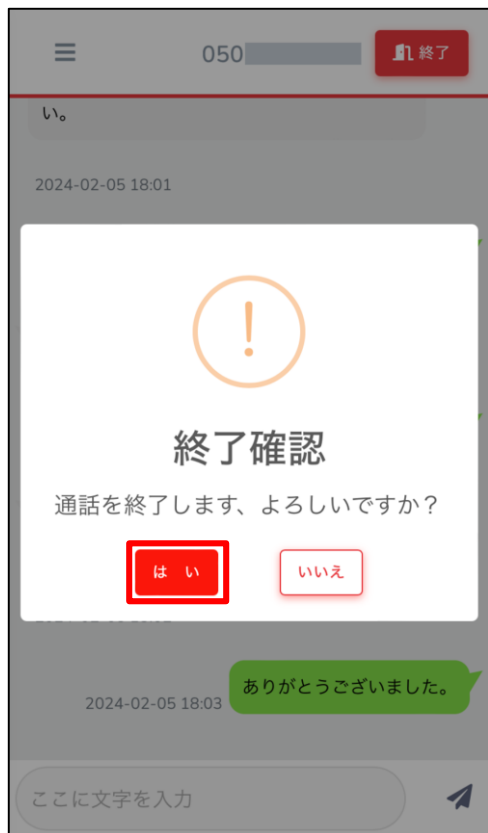 050
終了
い。
2024-02-05 18:01
終了確認
通話を終了します、よろしいですか？
は い
いいえ
ありがとうございました。
2024-02-05 18:03
ここに文字を入力